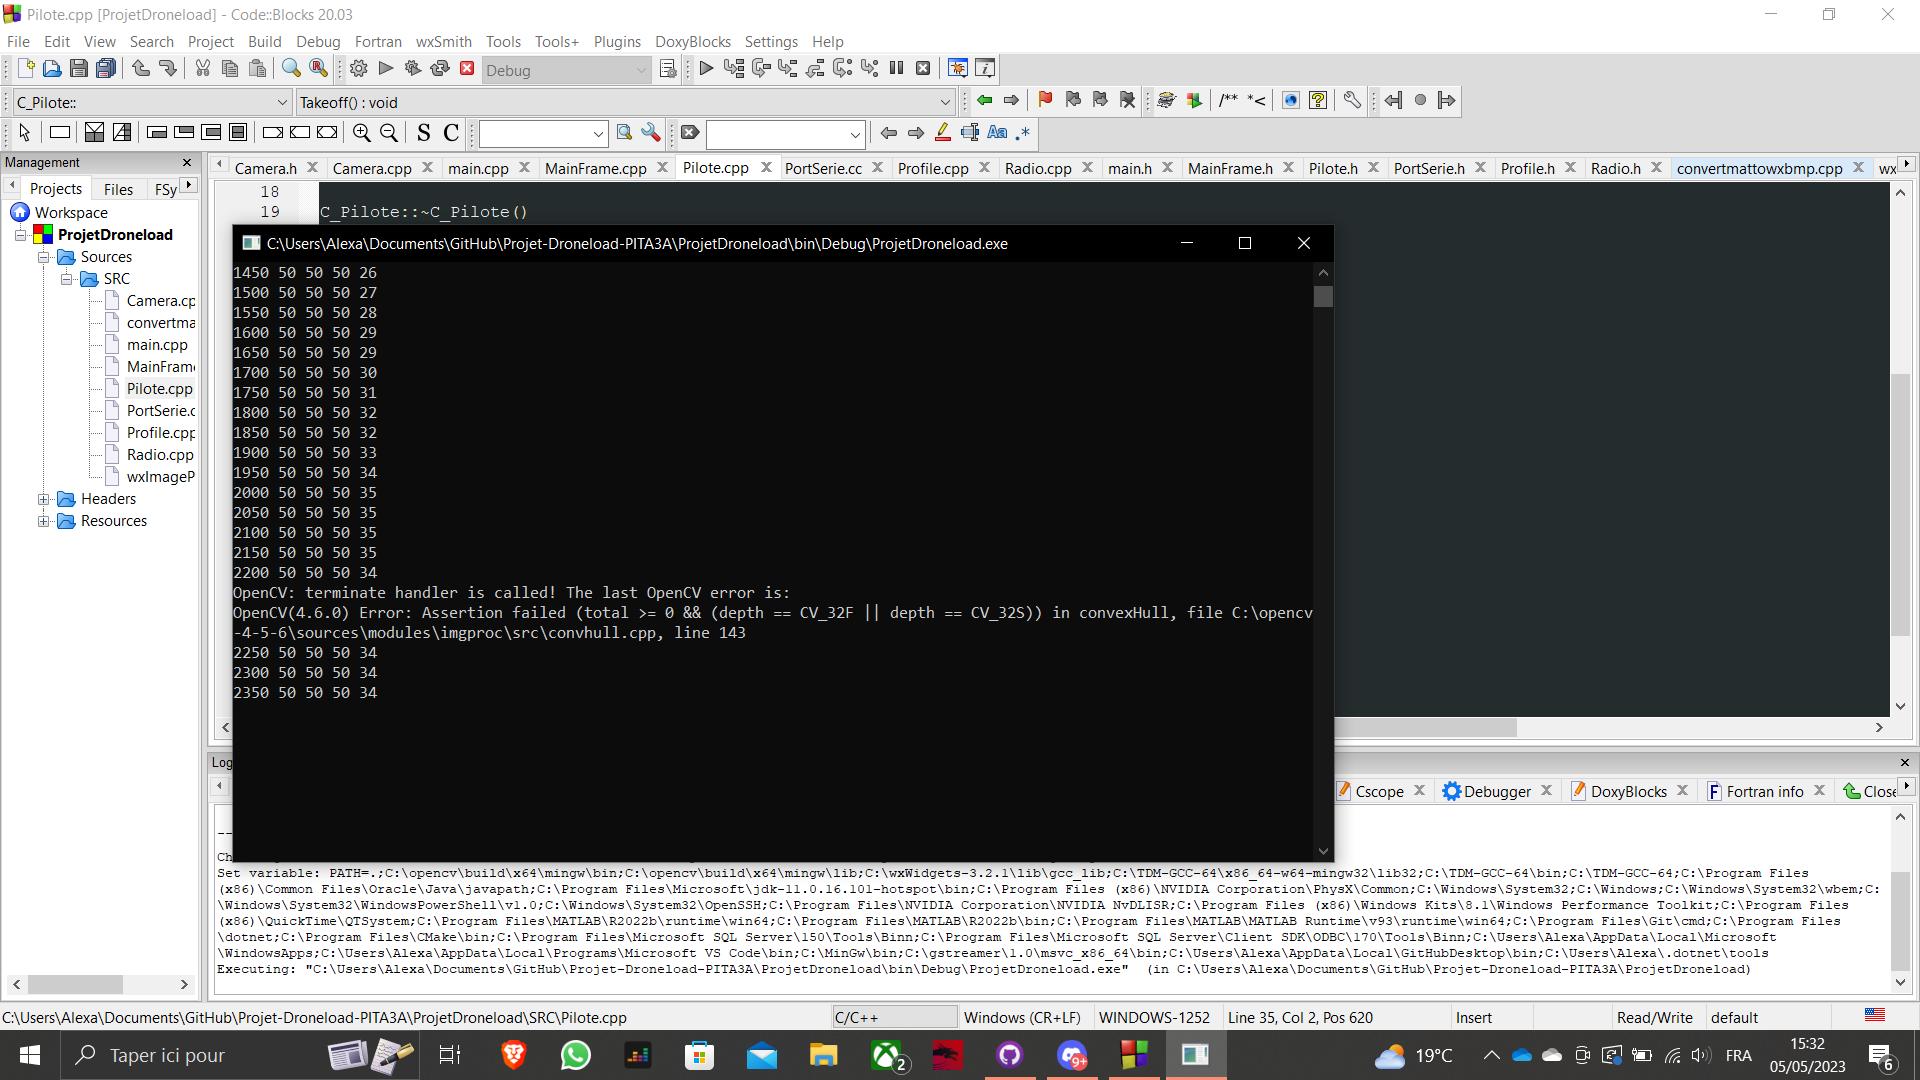 Pilote.cpp [ProjetDroneload] - Code::Blocks 20.03
File Edit View Search Project Build Debug Fortran wxSmith Tools Tools+ Plugins DoxyBlocks Settings Help
Debug
C_Pilote:: Takeoff() : void
/** *<
S C
Aa .*
Management
Camera.h Camera.cpp main.cpp MainFrame.cpp Pilote.cpp PortSerie.cc Profile.cpp Radio.cpp main.h MainFrame.h Pilote.h PortSerie.h Profile.h Radio.h convertmattowxbmp.cpp wx
Projects Files FSy
Workspace
ProjetDroneload
Sources
SRC
Camera.cp
convertma
main.cpp
MainFram
Pilote.cpp
PortSerie.c
Profile.cpp
Radio.cpp
wxImageP
Headers
Resources
18
19 C_Pilote::~C_Pilote()
C:\Users\Alexa\Documents\GitHub\Projet-Droneload-PITA3A\ProjetDroneload\bin\Debug\ProjetDroneload.exe
1450 50 50 50 26
1500 50 50 50 27
1550 50 50 50 28
1600 50 50 50 29
1650 50 50 50 29
1700 50 50 50 30
1750 50 50 50 31
1800 50 50 50 32
1850 50 50 50 32
1900 50 50 50 33
1950 50 50 50 34
2000 50 50 50 35
2050 50 50 50 35
2100 50 50 50 35
2150 50 50 50 35
2200 50 50 50 34
OpenCV: terminate handler is called! The last OpenCV error is:
OpenCV(4.6.0) Error: Assertion failed (total >= 0 && (depth == CV_32F || depth == CV_32S)) in convexHull, file C:\opencv
-4-5-6\sources\modules\imgproc\src\convhull.cpp, line 143
2250 50 50 50 34
2300 50 50 50 34
2350 50 50 50 34
Log
Cscope Debugger DoxyBlocks Fortran info Close
--
Ch
Set variable: PATH=.;C:\opencv\build\x64\mingw\bin;C:\opencv\build\x64\mingw\lib;C:\wxWidgets-3.2.1\lib\gcc_lib;C:\TDM-GCC-64\x86_64-w64-mingw32\lib32;C:\TDM-GCC-64\bin;C:\TDM-GCC-64;C:\Program Files
(x86)\Common Files\Oracle\Java\javapath;C:\Program Files\Microsoft\jdk-11.0.16.101-hotspot\bin;C:\Program Files (x86)\NVIDIA Corporation\PhysX\Common;C:\Windows\System32;C:\Windows;C:\Windows\System32\wbem;C:
\Windows\System32\WindowsPowerShell\v1.0;C:\Windows\System32\OpenSSH;C:\Program Files\NVIDIA Corporation\NVIDIA NvDLISR;C:\Program Files (x86)\Windows Kits\8.1\Windows Performance Toolkit;C:\Program Files
(x86)\QuickTime\QTSystem;C:\Program Files\MATLAB\R2022b\runtime\win64;C:\Program Files\MATLAB\R2022b\bin;C:\Program Files\MATLAB\MATLAB Runtime\v93\runtime\win64;C:\Program Files\Git\cmd;C:\Program Files
\dotnet;C:\Program Files\CMake\bin;C:\Program Files\Microsoft SQL Server\150\Tools\Binn;C:\Program Files\Microsoft SQL Server\Client SDK\ODBC\170\Tools\Binn;C:\Users\Alexa\AppData\Local\Microsoft
\WindowsApps;C:\Users\Alexa\AppData\Local\Programs\Microsoft VS Code\bin;C:\MinGw\bin;C:\gstreamer\1.0\msvc_x86_64\bin;C:\Users\Alexa\AppData\Local\GitHubDesktop\bin;C:\Users\Alexa\.dotnet\tools
Executing: "C:\Users\Alexa\Documents\GitHub\Projet-Droneload-PITA3A\ProjetDroneload\bin\Debug\ProjetDroneload.exe" (in C:\Users\Alexa\Documents\GitHub\Projet-Droneload-PITA3A\ProjetDroneload)
C:\Users\Alexa\Documents\GitHub\Projet-Droneload-PITA3A\ProjetDroneload\SRC\Pilote.cpp C/C++ Windows (CR+LF) WINDOWS-1252 Line 35, Col 2, Pos 620 Insert Read/Write default
Taper ici pour 2 9+ 19°C FRA 15:32
05/05/2023 6